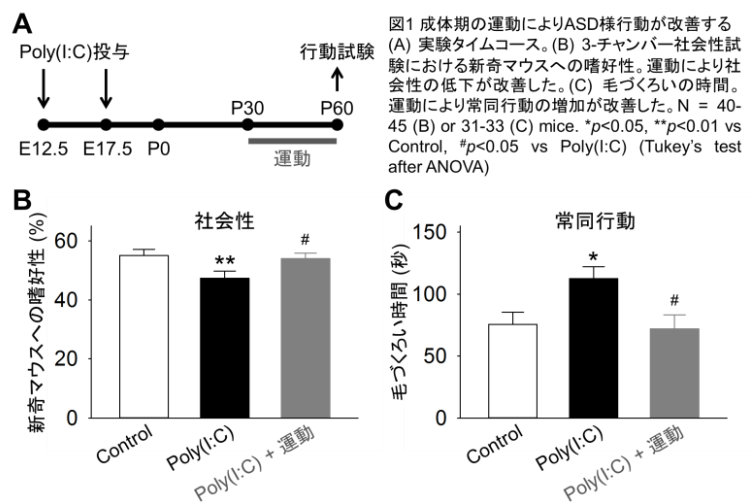 A
Poly(I:C)投与
行動試験
P30
P60
E12.5
E17.5
P0
運動
図1 成体期の運動によりASD様行動が改善する
(A) 実験タイムコース。(B) 3-チャンバー社会性試
験における新奇マウスへの嗜好性。運動により社
会性の低下が改善した。(C) 毛づくろいの時間。
運動により常同行動の増加が改善した。N = 40-
45 (B) or 31-33 (C) mice. *p<0.05, **p<0.01 vs
Control, #p<0.05 vs Poly(I:C) (Tukey's test
after ANOVA)
B
社会性
新奇マウスへの嗜好性 (%)
60
40
20
0
**
#
Control
Poly(I:C)
Poly(I:C) + 運動
C
常同行動
毛づくろい時間 (秒)
150
100
50
0
*
#
Control
Poly(I:C)
Poly(I:C) + 運動